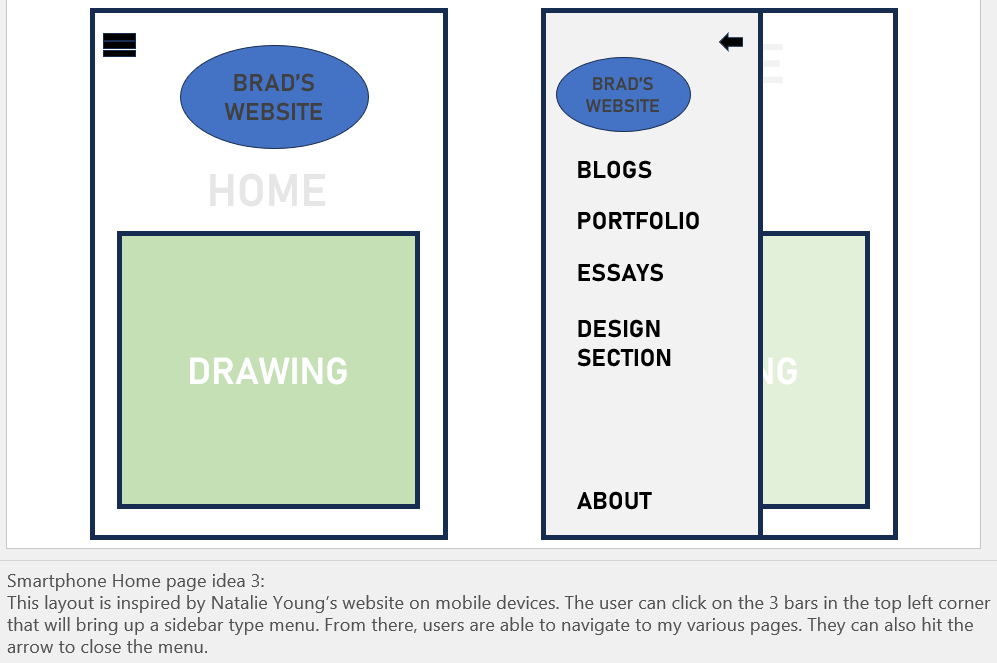 BRAD'S
WEBSITE
HOME
DRAWING
BRAD'S
WEBSITE
BLOGS
PORTFOLIO
ESSAYS
DESIGN
SECTION
ABOUT
E
NG
Smartphone Home page idea 3:
This layout is inspired by Natalie Young's website on mobile devices. The user can click on the 3 bars in the top left corner
that will bring up a sidebar type menu. From there, users are able to navigate to my various pages. They can also hit the
arrow to close the menu.